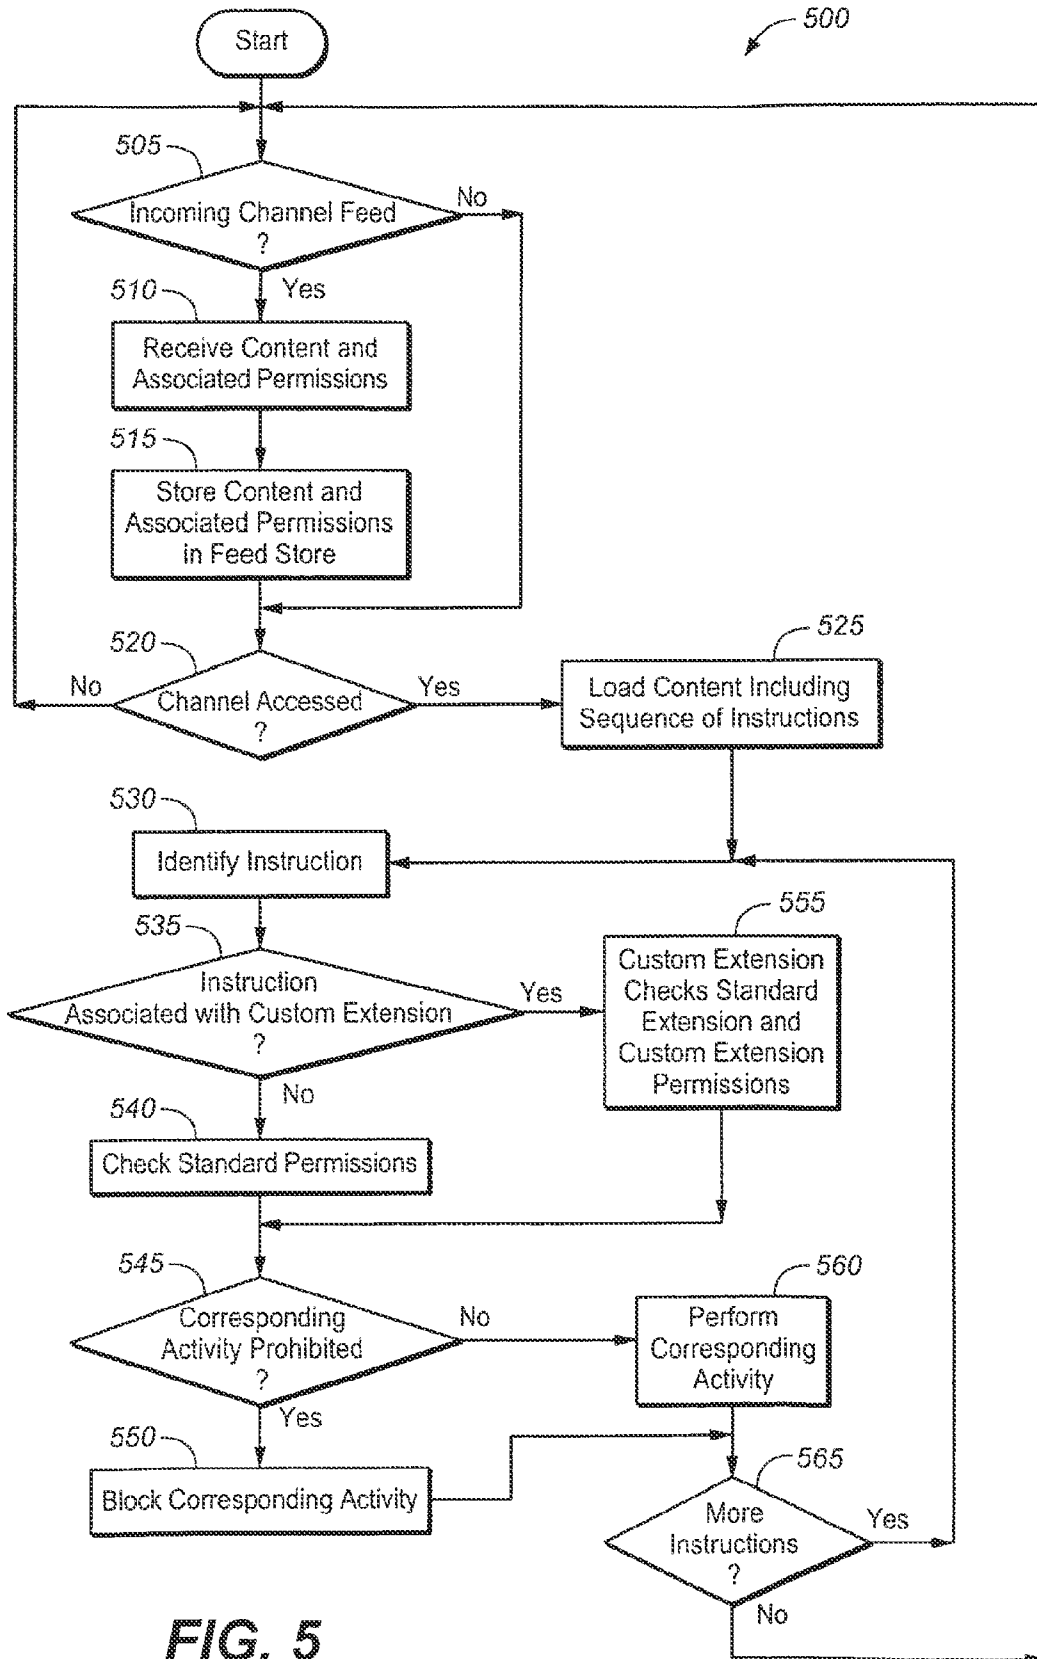 500
Start
505
Incoming Channel Feed
?
No
Yes
510
Receive Content and
Associated Permissions
515
Store Content and
Associated Permissions
in Feed Store
520
No
Channel Accessed
?
Yes
525
Load Content Including
Sequence of Instructions
530
Identify Instruction
535
Instruction
Associated with Custom Extension
?
Yes
No
555
Custom Extension
Checks Standard
Extension and
Custom Extension
Permissions
540
Check Standard Permissions
545
Corresponding
Activity Prohibited
?
No
Yes
560
Perform
Corresponding
Activity
550
Block Corresponding Activity
565
More
Instructions
?
Yes
No
FIG. 5